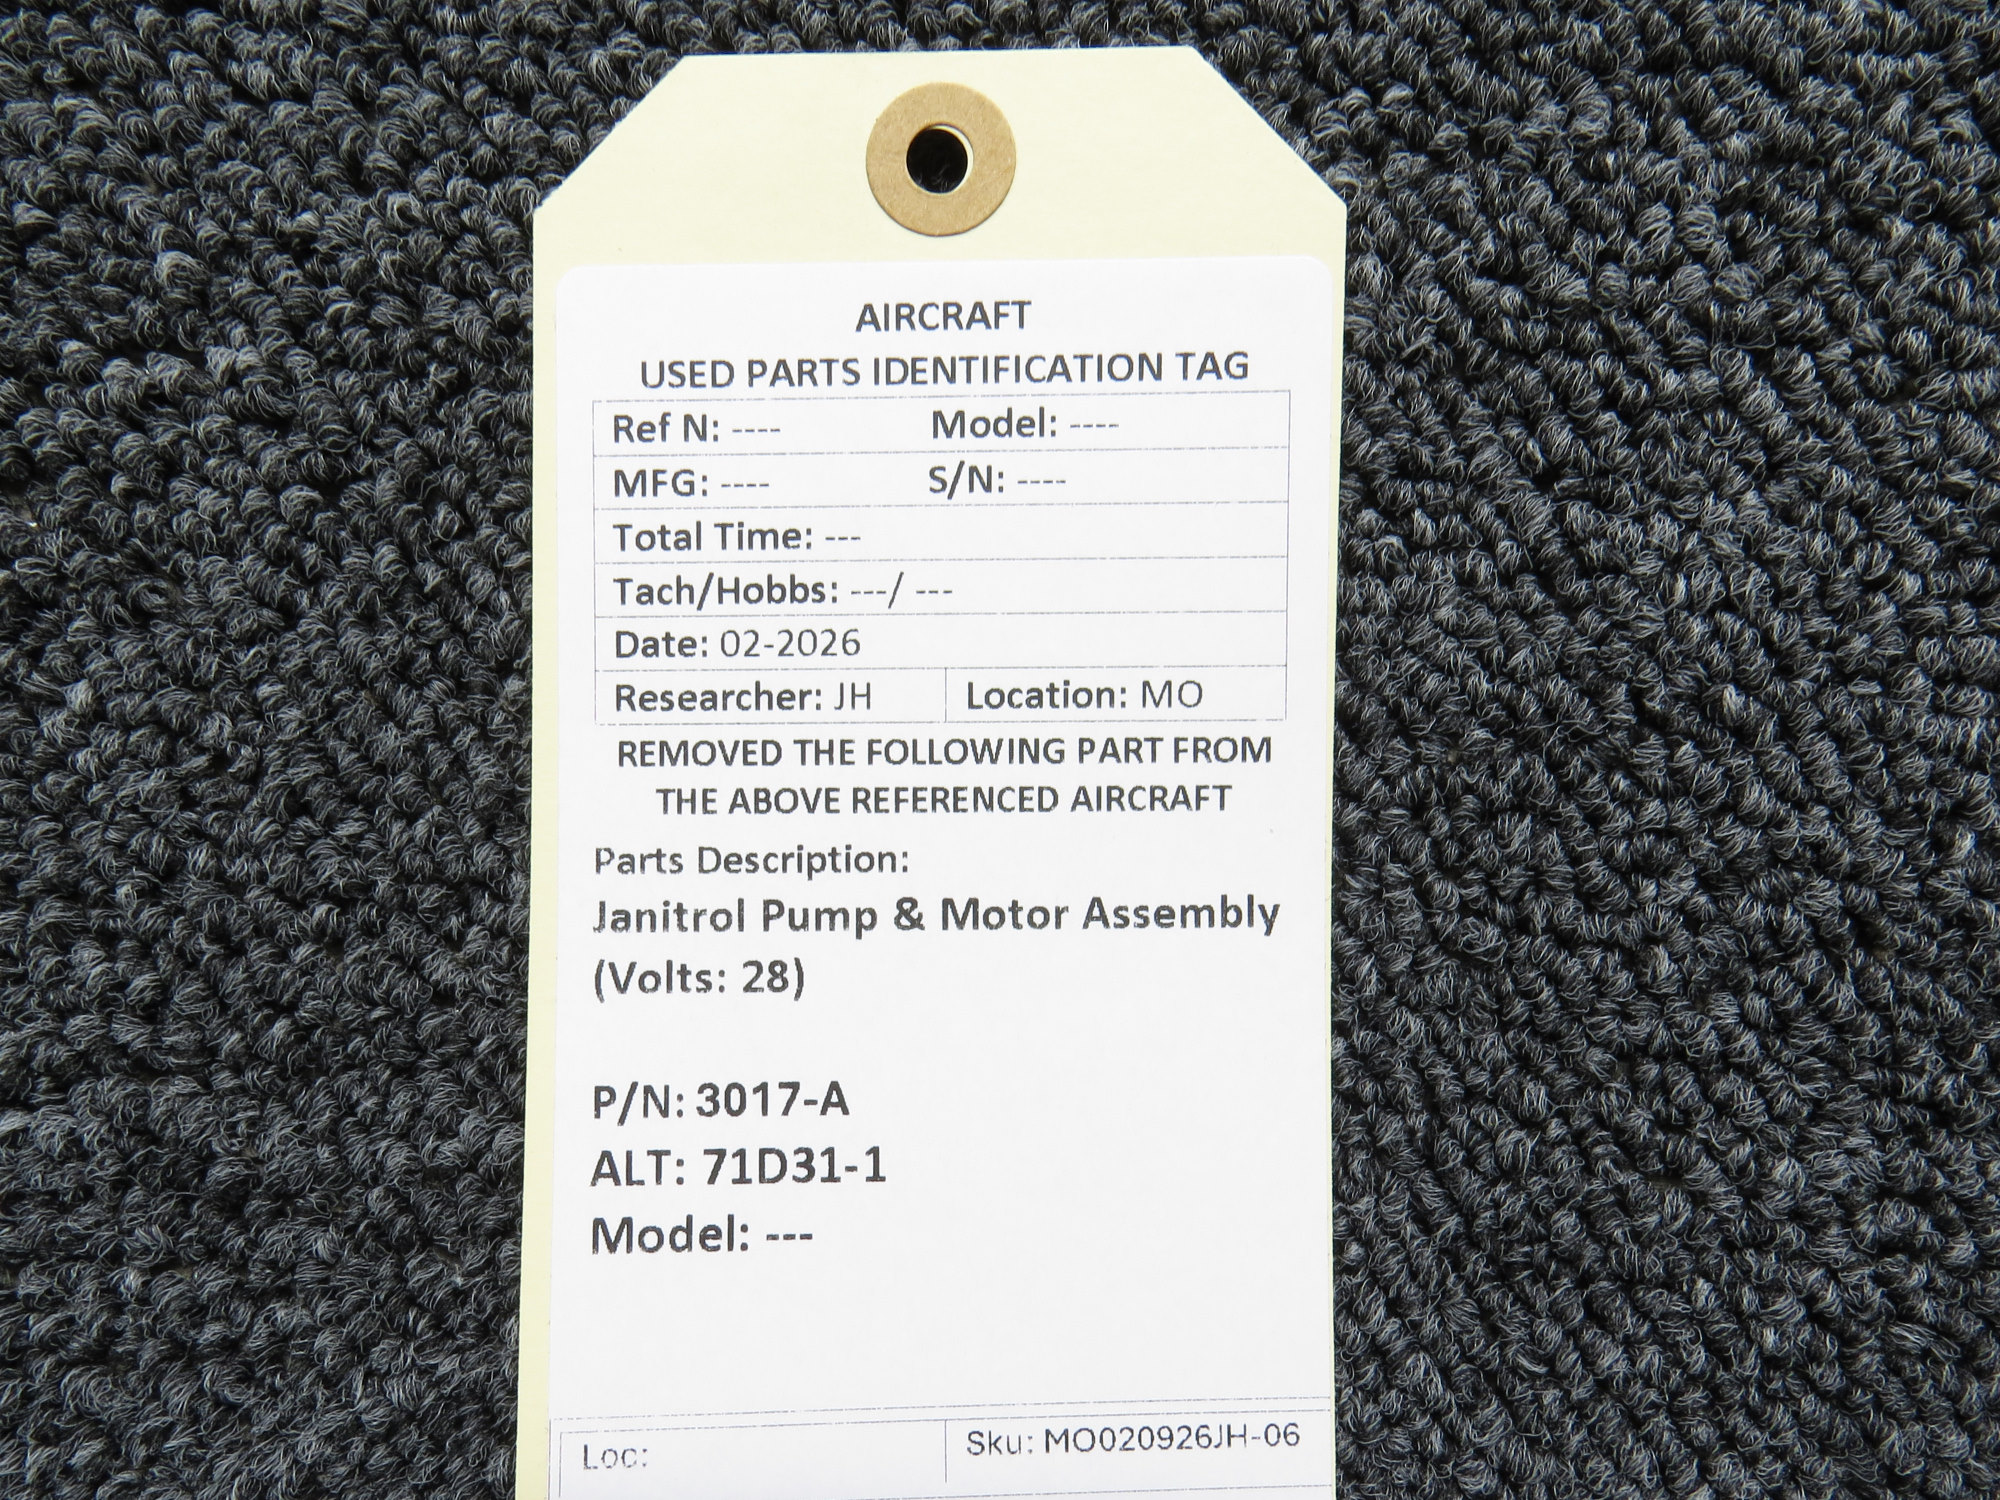 AIRCRAFT
USED PARTS IDENTIFICATION TAG
Ref N: ---- Model: ----
MFG: ---- S/N: ----
Total Time: ---
Tach/Hobbs: ---/ ---
Date: 02-2026
Researcher: JH Location: MO
REMOVED THE FOLLOWING PART FROM
THE ABOVE REFERENCED AIRCRAFT
Parts Description:
Janitrol Pump & Motor Assembly
(Volts: 28)
P/N: 3017-A
ALT: 71D31-1
Model: ---
Loc: Sku: MO020926JH-06